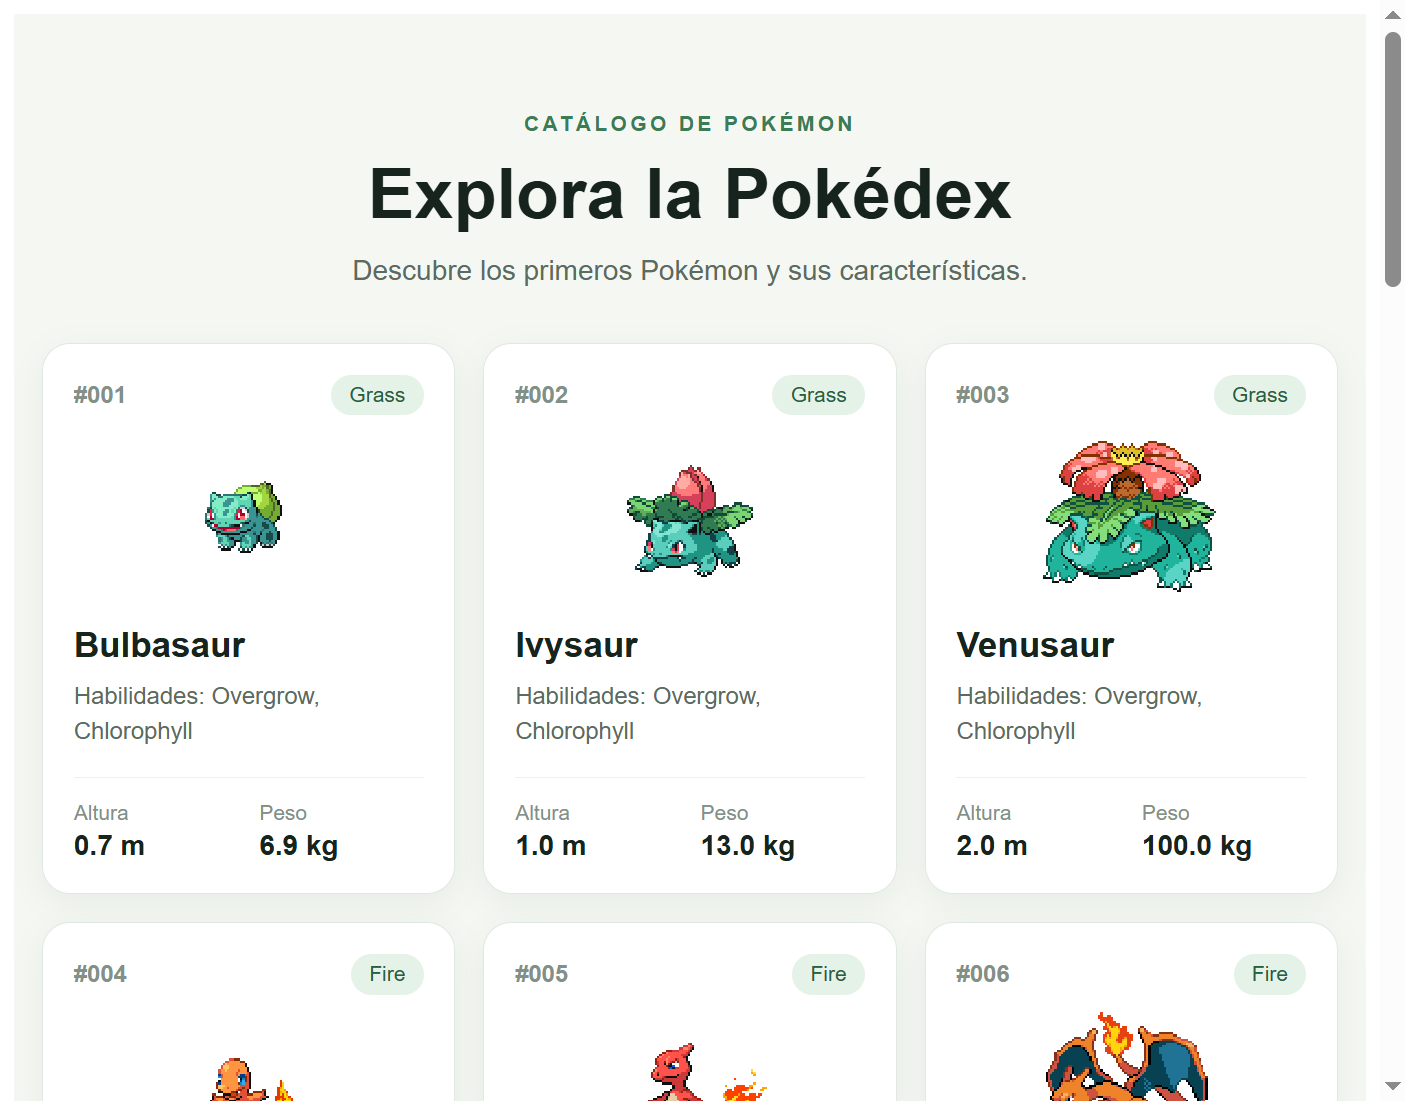 CATÁLOGO DE POKÉMON
Explora la Pokédex
Descubre los primeros Pokémon y sus características.
#001
Grass
Bulbasaur
Habilidades: Overgrow,
Chlorophyll
Altura
Peso
0.7 m
6.9 kg
#002
Grass
Ivysaur
Habilidades: Overgrow,
Chlorophyll
Altura
Peso
1.0 m
13.0 kg
#003
Grass
Venusaur
Habilidades: Overgrow,
Chlorophyll
Altura
Peso
2.0 m
100.0 kg
#004
Fire
#005
Fire
#006
Fire